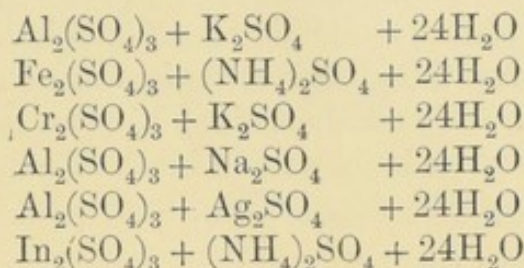 Al₂(SO₄)₃ + K₂SO₄ + 24H₂O
Fe₂(SO₄)₃ + (NH₄)₂SO₄ + 24H₂O
Cr₂(SO₄)₃ + K₂SO₄ + 24H₂O
Al₂(SO₄)₃ + Na₂SO₄ + 24H₂O
Al₂(SO₄)₃ + Ag₂SO₄ + 24H₂O
In₂(SO₄)₃ + (NH₄)₂SO₄ + 24H₂O